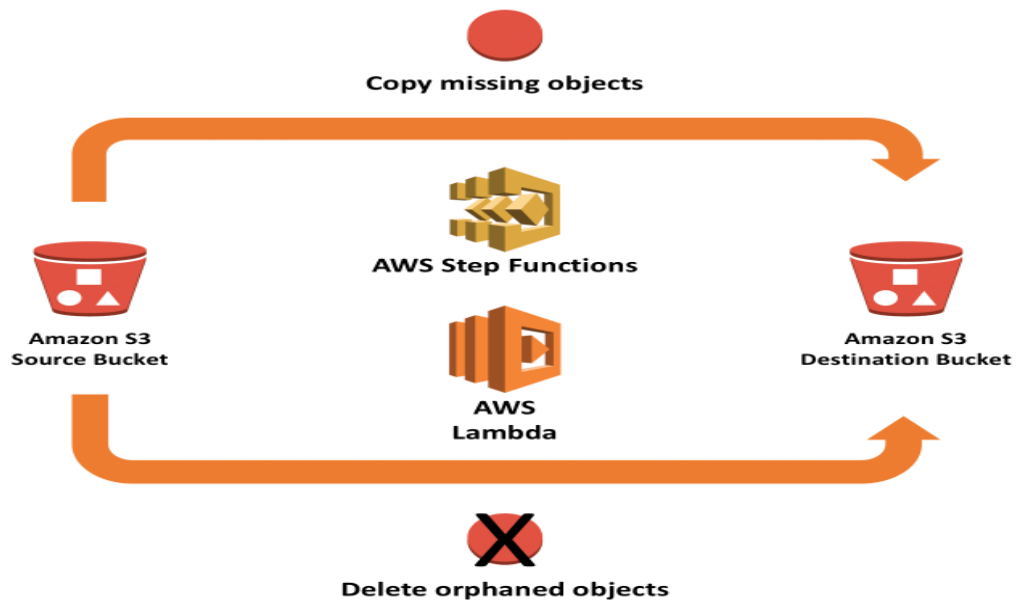 Copy missing objects
AWS Step Functions
Amazon S3
Source Bucket
Amazon S3
Destination Bucket
AWS
Lambda
Delete orphaned objects